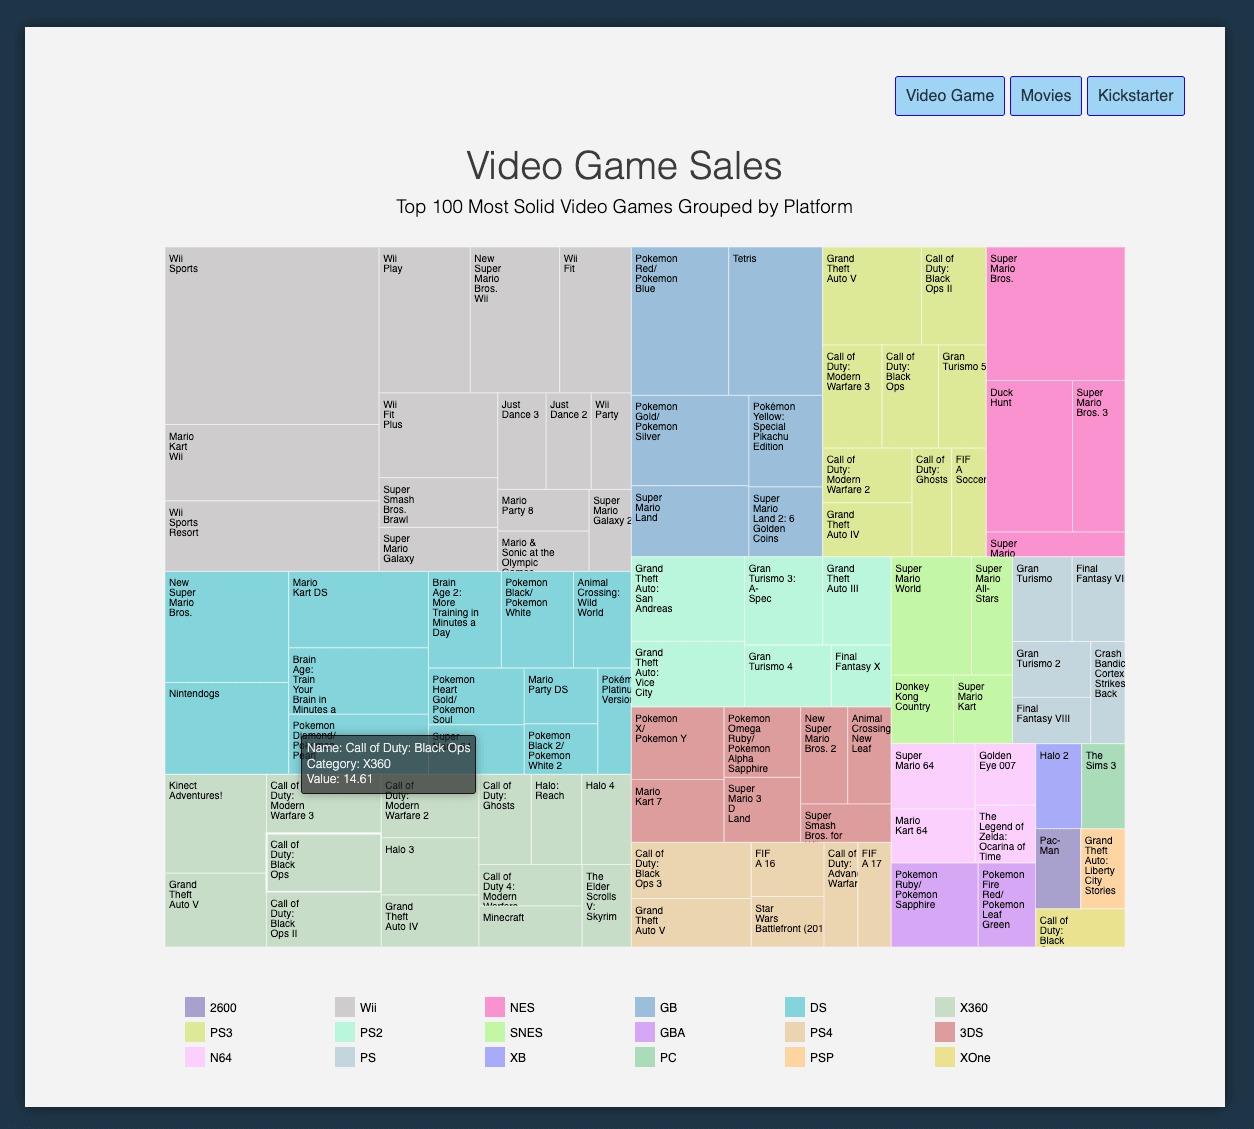 Video Game
Movies
Kickstarter
Video Game Sales
Top 100 Most Solid Video Games Grouped by Platform
Wii
Sports
Mario
Kart
Wii
Wii
Sports
Resort
Wii
Play
New
Super
Mario
Bros.
Wii
Wii
Fit
Wii
Fit
Plus
Just
Dance 3
Just
Dance 2
Wii
Party
Super
Smash
Bros.
Brawl
Super
Mario
Galaxy
Mario
Party 8
Super
Mario
Galaxy 2
Mario &
Sonic at the
Olympic
Pokemon
Red/
Pokemon
Blue
Tetris
Pokemon
Gold/
Pokemon
Silver
Pokémon
Yellow:
Special
Pikachu
Edition
Super
Mario
Land
Super
Mario
Land 2: 6
Golden
Coins
Grand
Theft
Auto V
Call of
Duty:
Black
Ops II
Call of
Duty:
Modern
Warfare 3
Call of
Duty:
Black
Ops
Gran
Turismo 5
Call of
Duty:
Modern
Warfare 2
Grand
Theft
Auto IV
Call of
Duty:
Ghosts
FIF
A
Soccer
Super
Mario
Bros.
Duck
Hunt
Super
Mario
Bros. 3
Super
Mario
New
Super
Mario
Bros.
Nintendogs
Mario
Kart DS
Brain
Age:
Train
Your
Brain in
Minutes a
Pokemon
Diamond/
Brain
Age 2:
More
Training in
Minutes a
Day
Pokemon
Black/
Pokemon
White
Animal
Crossing:
Wild
World
Pokemon
Heart
Gold/
Pokemon
Soul
Super
Mario
Party DS
Pokemon
Black 2/
Pokemon
White 2
Pokém
Platinu
Version
Name: Call of Duty: Black Ops
Category: X360
Value: 14.61
Kinect
Adventures!
Grand
Theft
Auto V
Call of
Duty:
Modern
Warfare 3
Call of
Duty:
Black
Ops
Call of
Duty:
Black
Ops II
Call of
Duty:
Modern
Warfare 2
Halo 3
Grand
Theft
Auto IV
Call of
Duty:
Ghosts
Halo:
Reach
Halo 4
Call of
Duty 4:
Modern
Minecraft
The
Elder
Scrolls
V:
Skyrim
Grand
Theft
Auto:
San
Andreas
Grand
Theft
Auto:
Vice
City
Gran
Turismo 3:
A-
Spec
Grand
Theft
Auto III
Gran
Turismo 4
Final
Fantasy X
Super
Mario
World
Super
Mario
All-
Stars
Donkey
Kong
Country
Super
Mario
Kart
Gran
Turismo
Final
Fantasy VI
Gran
Turismo 2
Final
Fantasy VIII
Crash
Bandic
Cortex
Strikes
Back
Pokemon
X/
Pokemon Y
Mario
Kart 7
Pokemon
Omega
Ruby/
Pokemon
Alpha
Sapphire
Super
Mario 3
D
Land
New
Super
Mario
Bros. 2
Animal
Crossing
New
Leaf
Super
Smash
Bros. for
Call of
Duty:
Black
Ops 3
Grand
Theft
Auto V
FIF
A 16
Star
Wars
Battlefront (201
Call of
Duty:
Advan
Warfar
FIF
A 17
Super
Mario 64
Mario
Kart 64
Golden
Eye 007
The
Legend of
Zelda:
Ocarina of
Time
Pokemon
Ruby/
Pokemon
Sapphire
Pokemon
Fire
Red/
Pokemon
Leaf
Green
Halo 2
The
Sims 3
Pac-
Man
Grand
Theft
Auto:
Liberty
City
Stories
Call of
Duty:
Black
2600
Wii
NES
GB
DS
X360
PS3
PS2
SNES
GBA
PS4
3DS
N64
PS
XB
PC
PSP
XOne